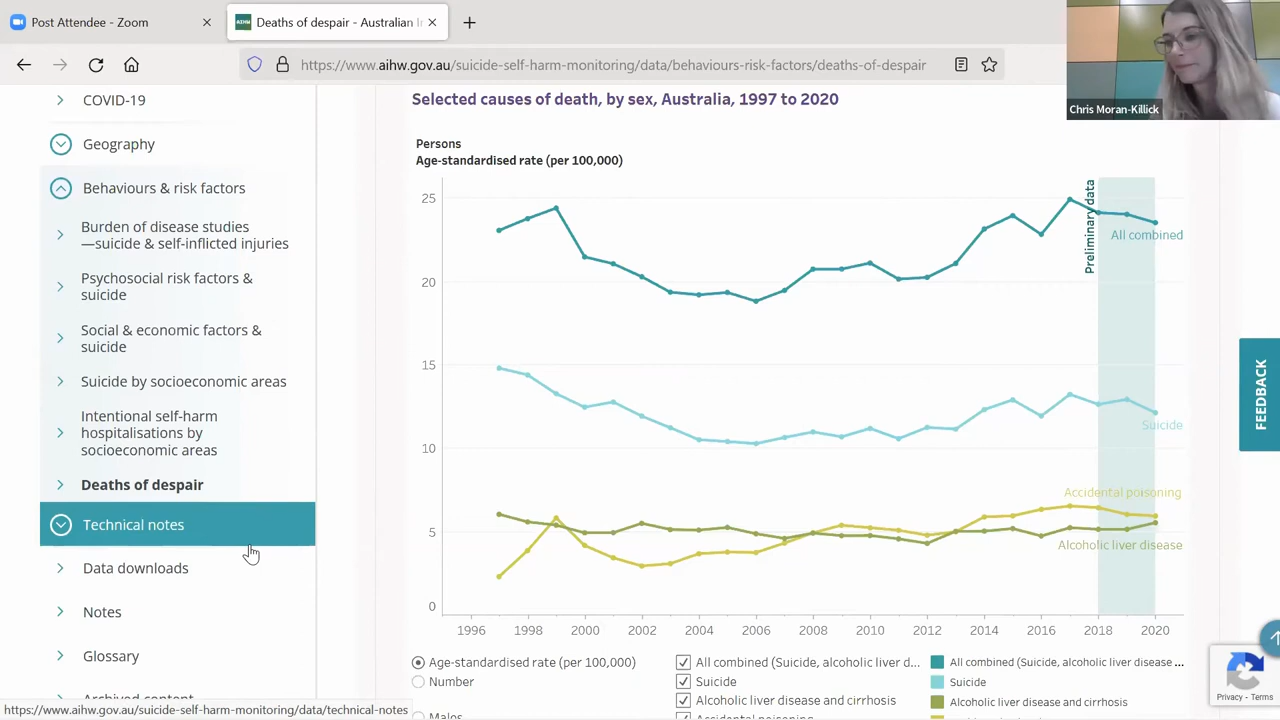 Post Attendee - Zoom
Deaths of despair - Australian I
https://www.aihw.gov.au/suicide-self-harm-monitoring/data/behaviours-risk-factors/deaths-of-despair
Chris Moran-Killick
COVID-19
Geography
Behaviours & risk factors
Burden of disease studies
—suicide & self-inflicted injuries
Psychosocial risk factors &
suicide
Social & economic factors &
suicide
Suicide by socioeconomic areas
Intentional self-harm
hospitalisations by
socioeconomic areas
Deaths of despair
Technical notes
Data downloads
Notes
Glossary
Archived content
https://www.aihw.gov.au/suicide-self-harm-monitoring/data/technical-notes
Selected causes of death, by sex, Australia, 1997 to 2020
Persons
Age-standardised rate (per 100,000)
25
20
15
10
5
0
Preliminary data
All combined
Suicide
Accidental poisoning
Alcoholic liver disease
1996 1998 2000 2002 2004 2006 2008 2010 2012 2014 2016 2018 2020
Age-standardised rate (per 100,000)
Number
Males
All combined (Suicide, alcoholic liver d...
Suicide
Alcoholic liver disease and cirrhosis
Accidental poisoning
All combined (Suicide, alcoholic liver disease ...
Suicide
Alcoholic liver disease and cirrhosis
FEEDBACK
Privacy - Terms